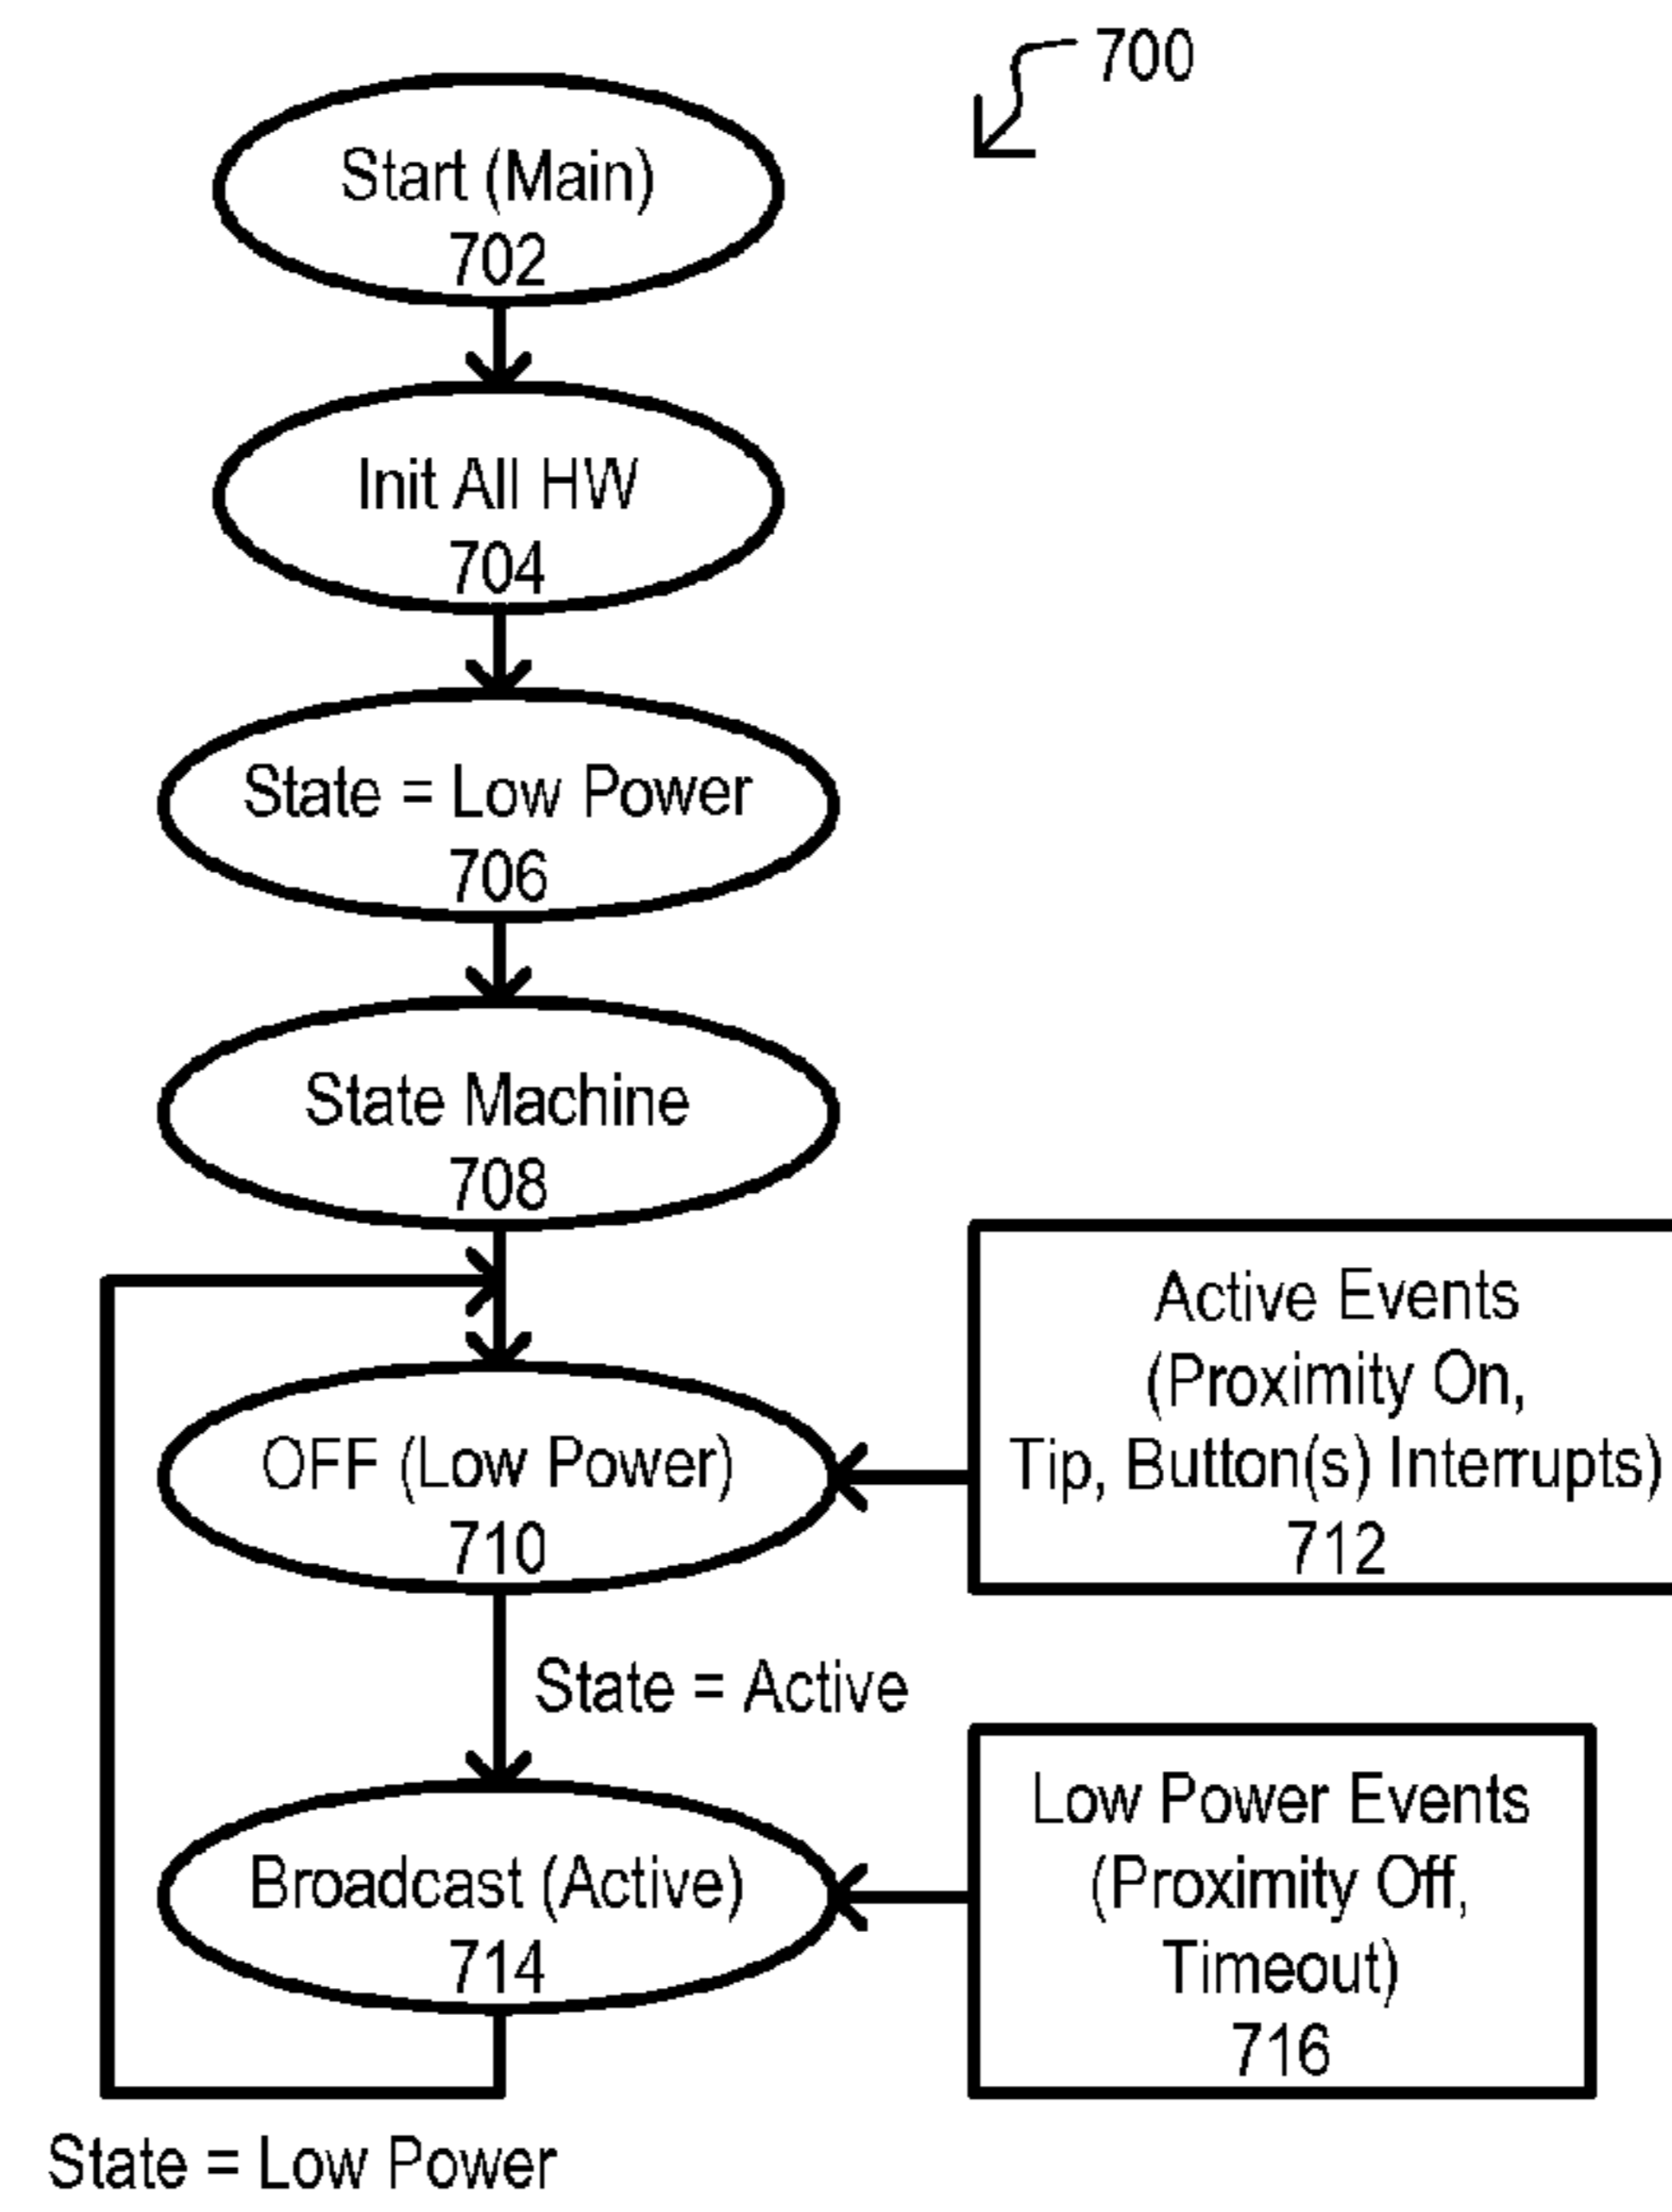 700
Start (Main)
702
Init All HW
704
State = Low Power
706
State Machine
708
Active Events
(Proximity On,
Tip, Button(s) Interrupts)
712
OFF (Low Power)
710
State = Active
Low Power Events
(Proximity Off,
Timeout)
716
Broadcast (Active)
714
State = Low Power